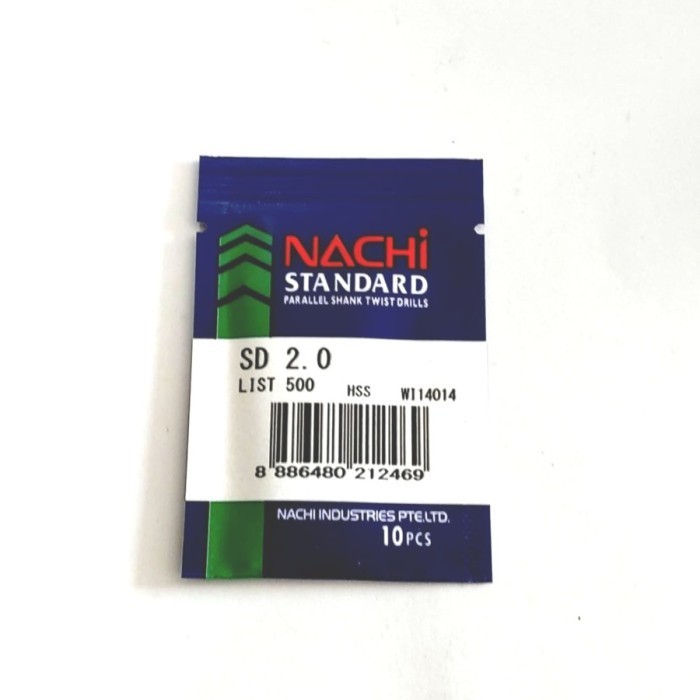 NACHi
STANDARD
PARALLEL SHANK TWIST DRILLS
SD 2.0
LIST 500 HSS WI14014
8 886480 212469
NACHI INDUSTRIES PTE.LTD.
10PCS